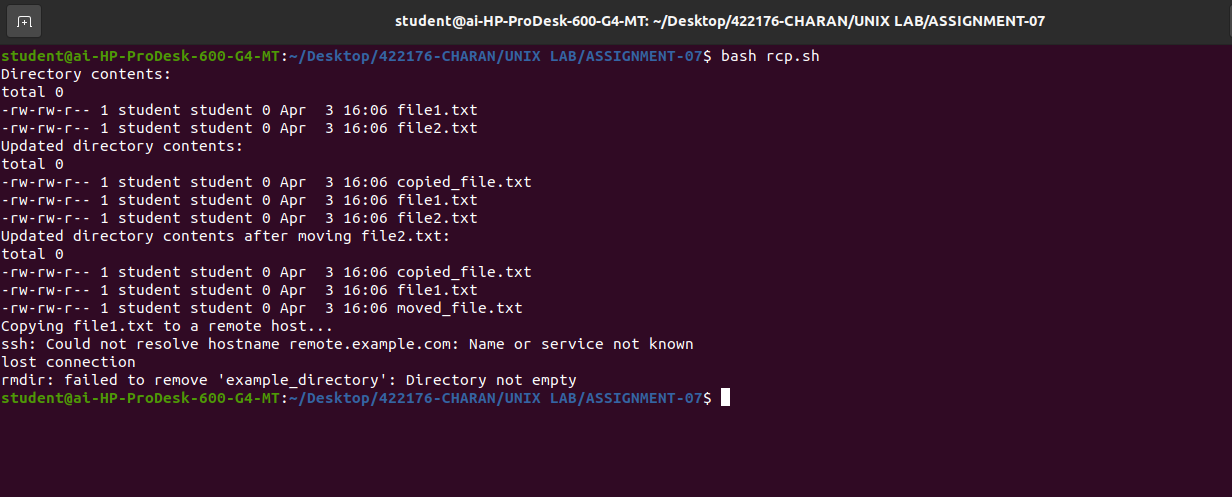 student@ai-HP-ProDesk-600-G4-MT: ~/Desktop/422176-CHARAN/UNIX LAB/ASSIGNMENT-07
student@ai-HP-ProDesk-600-G4-MT:~/Desktop/422176-CHARAN/UNIX LAB/ASSIGNMENT-07$ bash rcp.sh
Directory contents:
total 0
-rw-rw-r-- 1 student student 0 Apr  3 16:06 file1.txt
-rw-rw-r-- 1 student student 0 Apr  3 16:06 file2.txt
Updated directory contents:
total 0
-rw-rw-r-- 1 student student 0 Apr  3 16:06 copied_file.txt
-rw-rw-r-- 1 student student 0 Apr  3 16:06 file1.txt
-rw-rw-r-- 1 student student 0 Apr  3 16:06 file2.txt
Updated directory contents after moving file2.txt:
total 0
-rw-rw-r-- 1 student student 0 Apr  3 16:06 copied_file.txt
-rw-rw-r-- 1 student student 0 Apr  3 16:06 file1.txt
-rw-rw-r-- 1 student student 0 Apr  3 16:06 moved_file.txt
Copying file1.txt to a remote host...
ssh: Could not resolve hostname remote.example.com: Name or service not known
lost connection
rmdir: failed to remove 'example_directory': Directory not empty
student@ai-HP-ProDesk-600-G4-MT:~/Desktop/422176-CHARAN/UNIX LAB/ASSIGNMENT-07$